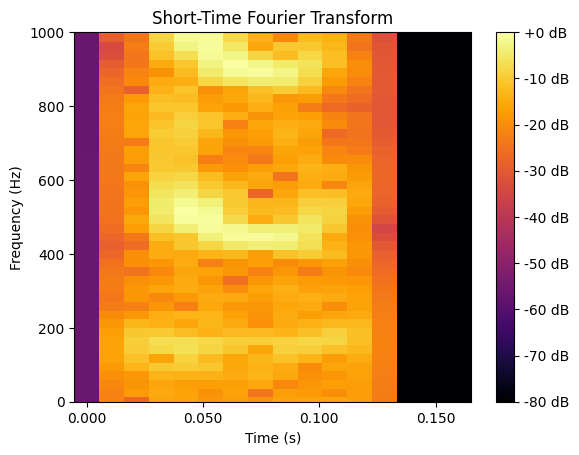 Short-Time Fourier Transform
1000
800
600
400
200
0
Frequency (Hz)
0.000
0.050
0.100
0.150
Time (s)
+0 dB
-10 dB
-20 dB
-30 dB
-40 dB
-50 dB
-60 dB
-70 dB
-80 dB